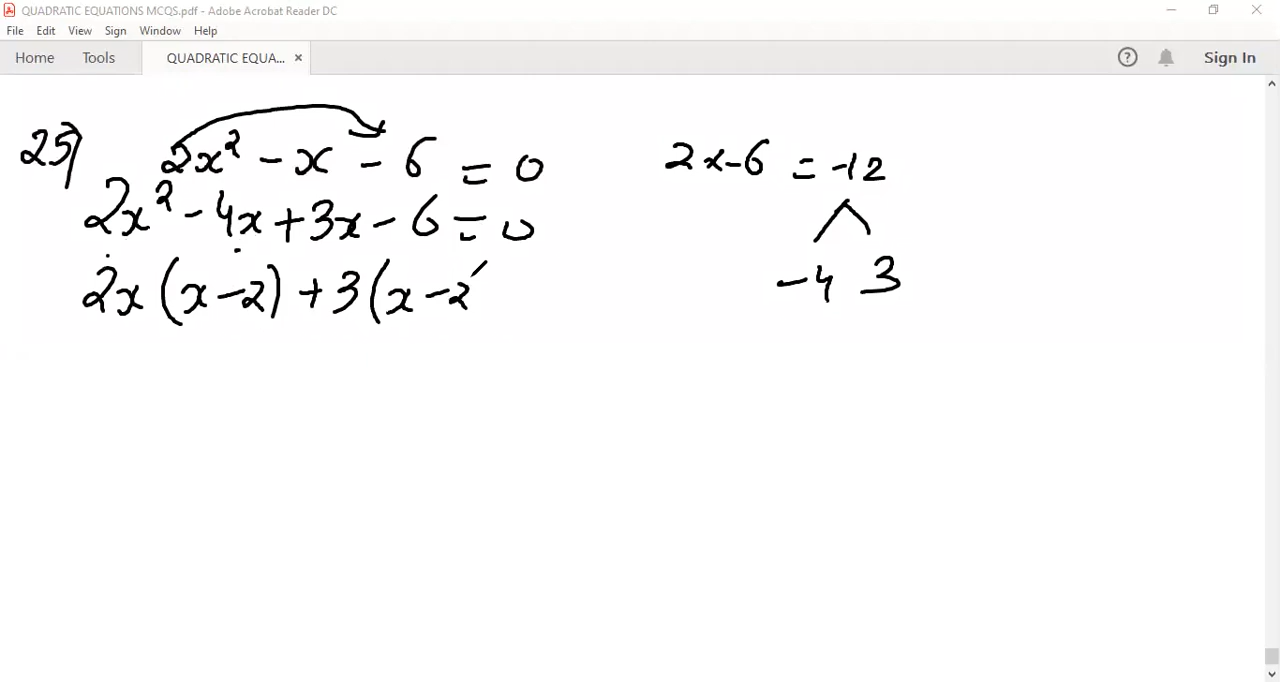 QUADRATIC EQUATIONS MCQS.pdf - Adobe Acrobat Reader DC
File Edit View Sign Window Help
Home Tools QUADRATIC EQUA... × ? Sign In
25) 2x² - x - 6 = 0
2x² - 4x + 3x - 6 = 0
2x (x - 2) + 3 (x - 2
2 x - 6 = -12
-4 3